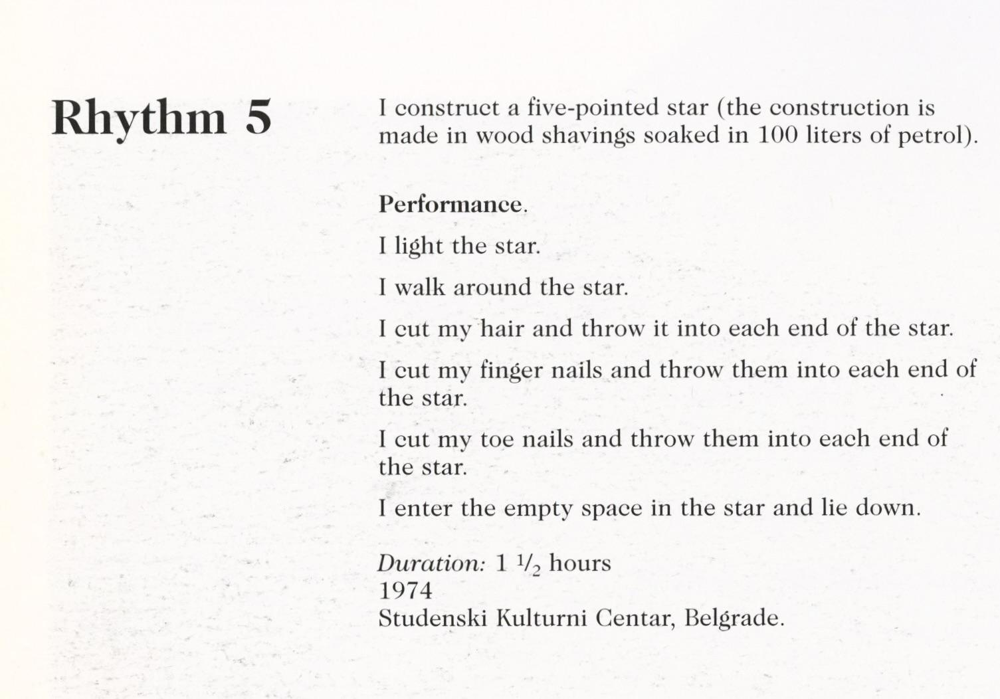 Rhythm 5
I construct a five-pointed star (the construction is
made in wood shavings soaked in 100 liters of petrol).
Performance.
I light the star.
I walk around the star.
I cut my hair and throw it into each end of the star.
I cut my finger nails and throw them into each end of
the star.
I cut my toe nails and throw them into each end of
the star.
I enter the empty space in the star and lie down.
Duration: 1 1/2 hours
1974
Studenski Kulturni Centar, Belgrade.